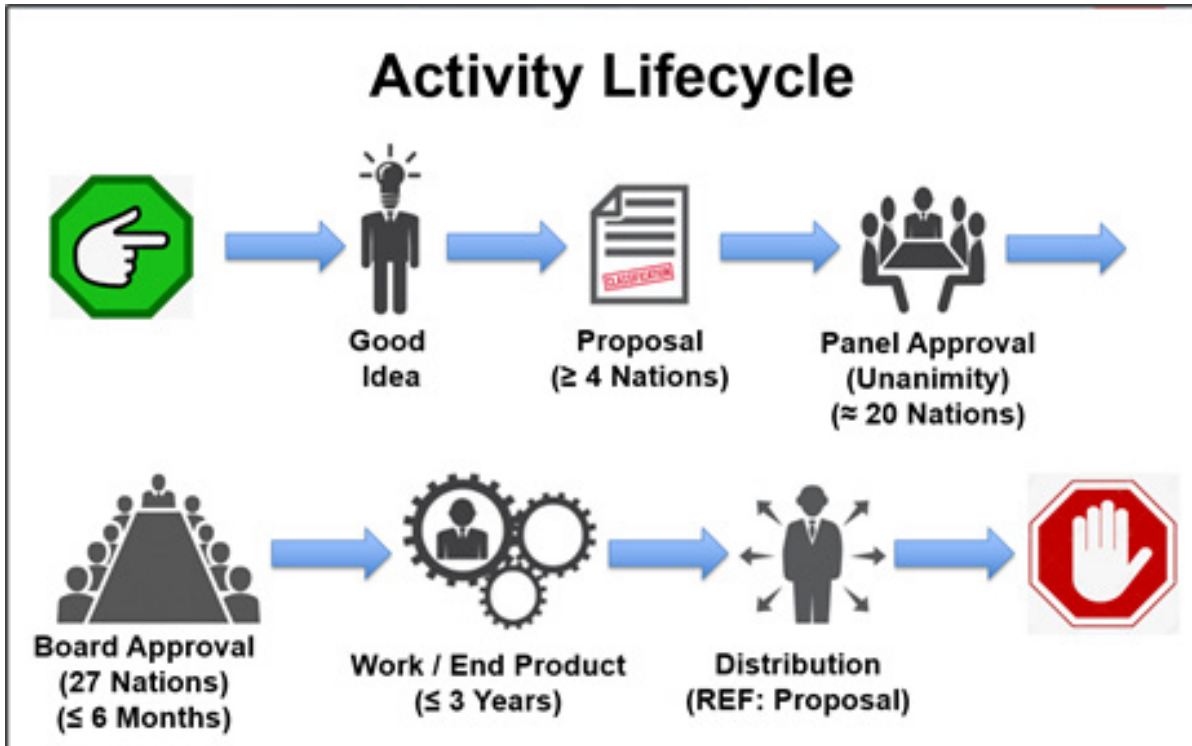 Activity Lifecycle
Good
Idea
CLASSIFICATION
Proposal
(≥ 4 Nations)
Panel Approval
(Unanimity)
(≈ 20 Nations)
Board Approval
(27 Nations)
(≤ 6 Months)
Work / End Product
(≤ 3 Years)
Distribution
(REF: Proposal)